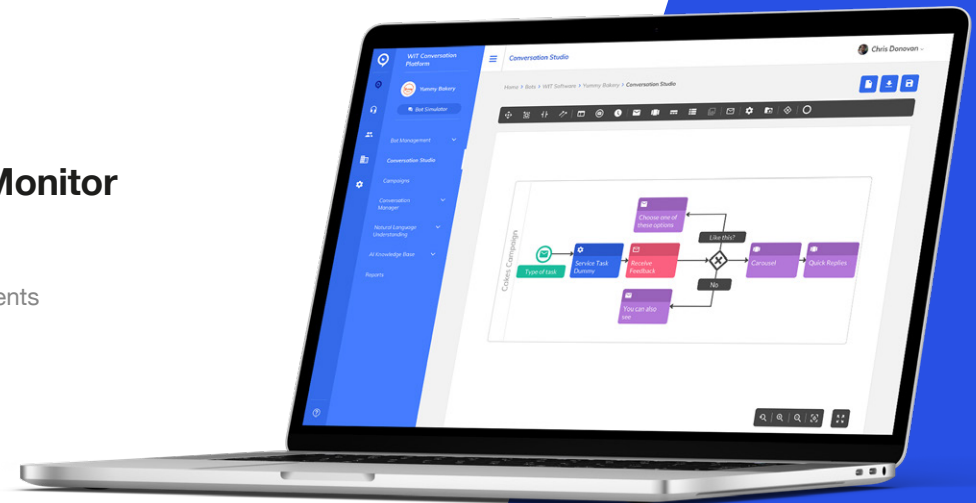 Monitor
ents
WIT Conversation
Platform
Yummy Bakery
Bot Simulator
Bot Management
Conversation Studio
Campaigns
Conversation
Manager
Natural Language
Understanding
AI Knowledge Base
Reports
Conversation Studio
Chris Donovan
Home > Bots > WIT Software > Yummy Bakery > Conversation Studio
Cakes Campaign
Type of task
Service Task
Dummy
Receive
Feedback
Choose one of
these options
Like this?
No
You can also
see
Carousel
Quick Replies